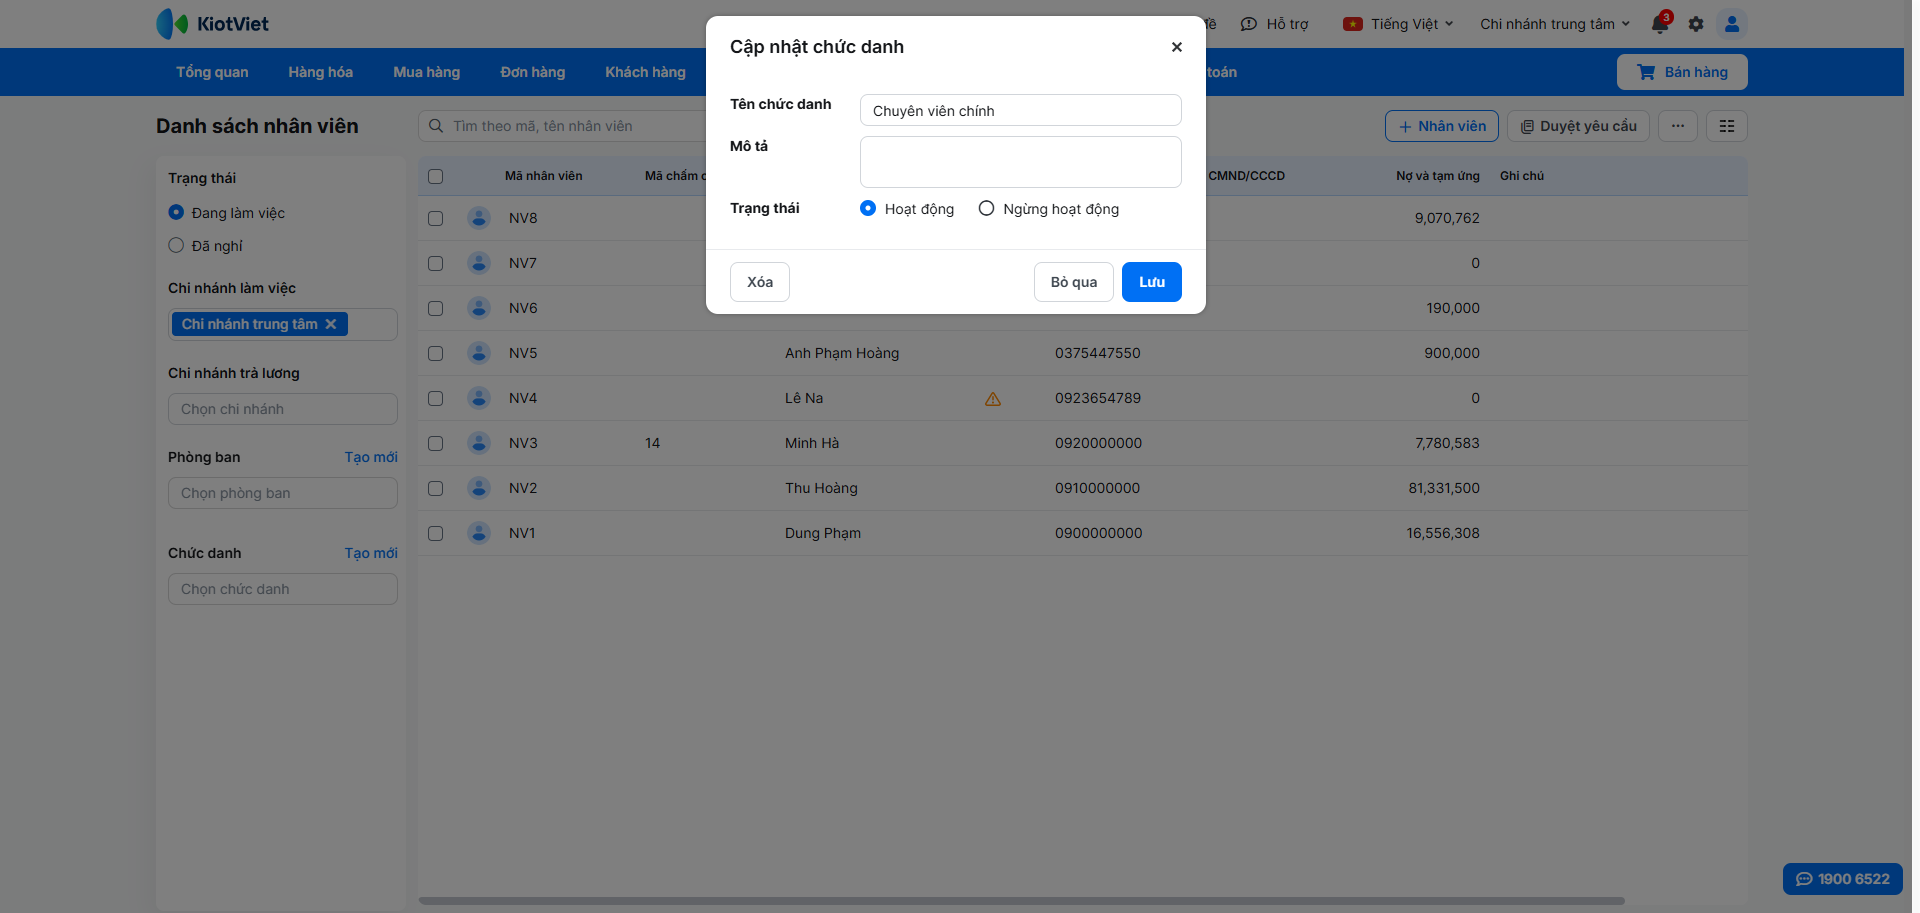 KiotViet
Hỗ trợ
Tiếng Việt
Chi nhánh trung tâm
3
Tổng quan
Hàng hóa
Mua hàng
Đơn hàng
Khách hàng
toán
Bán hàng
Cập nhật chức danh
Tên chức danh
Chuyên viên chính
Mô tả
Trạng thái
Hoạt động
Ngừng hoạt động
Xóa
Bỏ qua
Lưu
Danh sách nhân viên
Tìm theo mã, tên nhân viên
Nhân viên
Duyệt yêu cầu
Trạng thái
Đang làm việc
Đã nghỉ
Chi nhánh làm việc
Chi nhánh trung tâm
Chi nhánh trả lương
Chọn chi nhánh
Phòng ban
Tạo mới
Chọn phòng ban
Chức danh
Tạo mới
Chọn chức danh
Mã nhân viên
Mã chấm
CMND/CCCD
Nợ và tạm ứng
Ghi chú
NV8
9,070,762
NV7
0
NV6
190,000
NV5
Anh Phạm Hoàng
0375447550
900,000
NV4
Lê Na
0923654789
0
NV3
14
Minh Hà
0920000000
7,780,583
NV2
Thu Hoàng
0910000000
81,331,500
NV1
Dung Phạm
0900000000
16,556,308
1900 6522